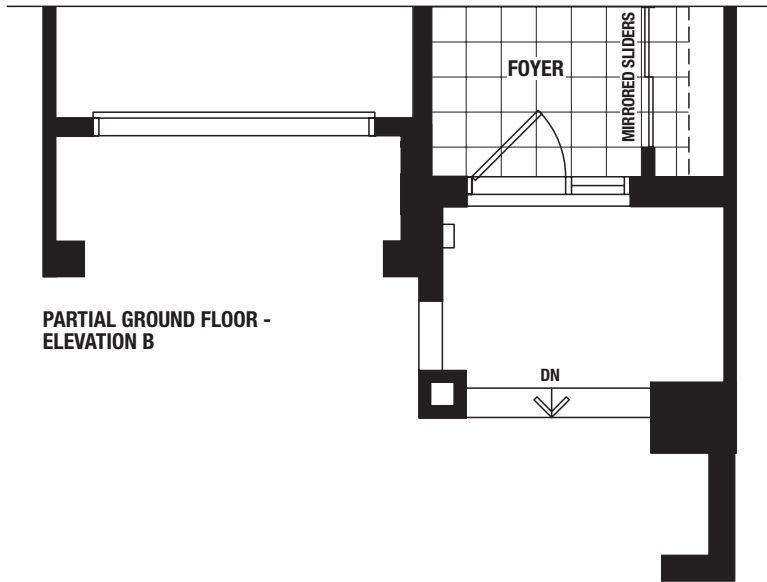 FOYER
MIRRORED SLIDERS
PARTIAL GROUND FLOOR -
ELEVATION B
DN